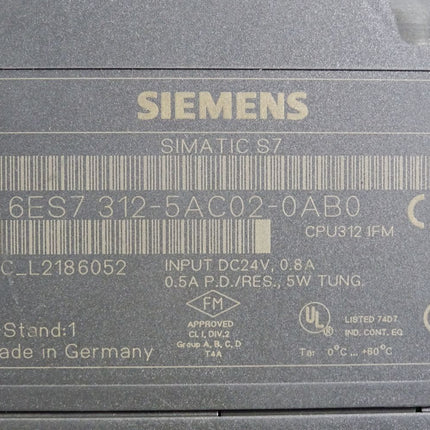 SIEMENS
SIMATIC S7
6ES7 312-5AC02-0AB0
CPU312 IFM
C_L2186052
INPUT DC24V, 0.8A
0.5A P.D./RES., 5W TUNG.
FM
APPROVED
CL I, DIV.2
Group A, B, C, D
T4A
UL
LISTED 74D7
IND. CONT. EQ
Tar 0°C ... +60°C
-Stand:1
Made in Germany